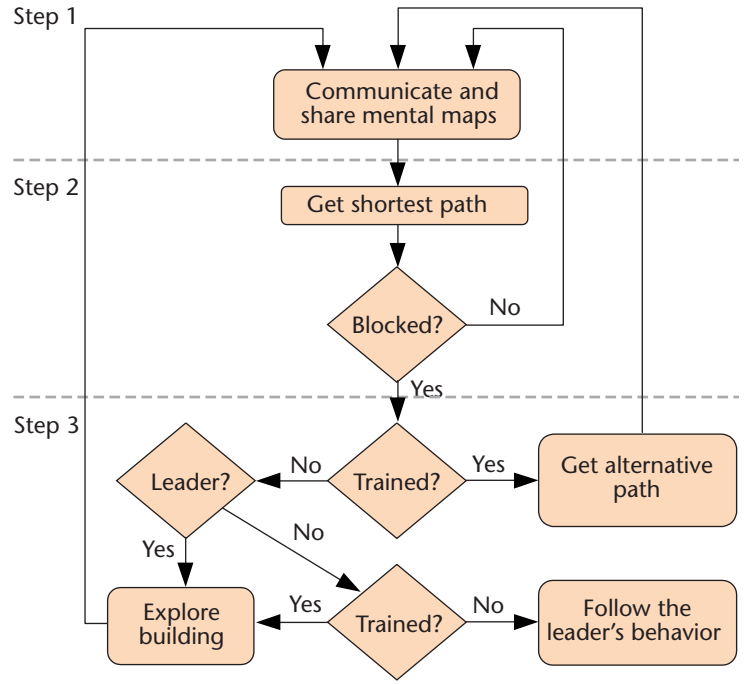 Step 1
Communicate and
share mental maps
Step 2
Get shortest path
Blocked?
No
Yes
Step 3
Leader?
No
Trained?
Yes
Get alternative
path
Yes
No
Explore
building
Yes
Trained?
No
Follow the
leader's behavior